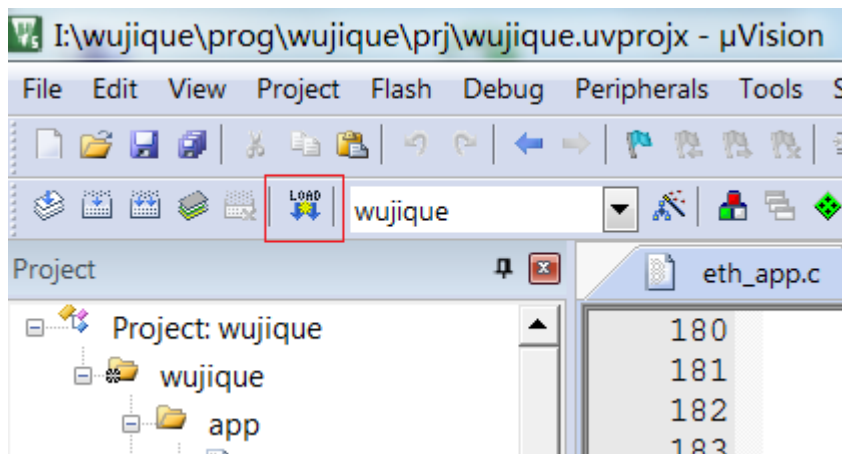 I:\wujique\prog\wujique\prj\wujique.uvprojx - µVision
File Edit View Project Flash Debug Peripherals Tools S
LOAD
wujique
Project
eth_app.c
Project: wujique
wujique
app
180
181
182
183